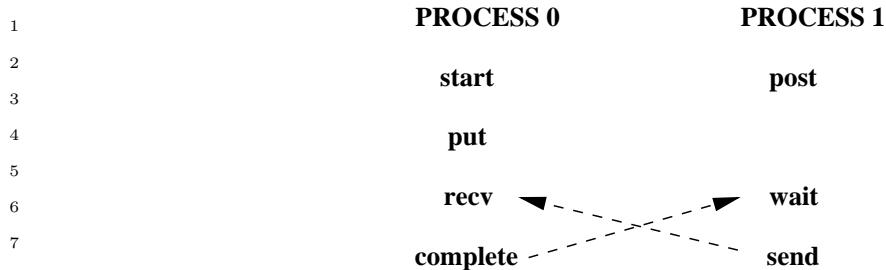 1
PROCESS 0 PROCESS 1
2
start post
3
4
put
5
recv wait
6
7
complete send